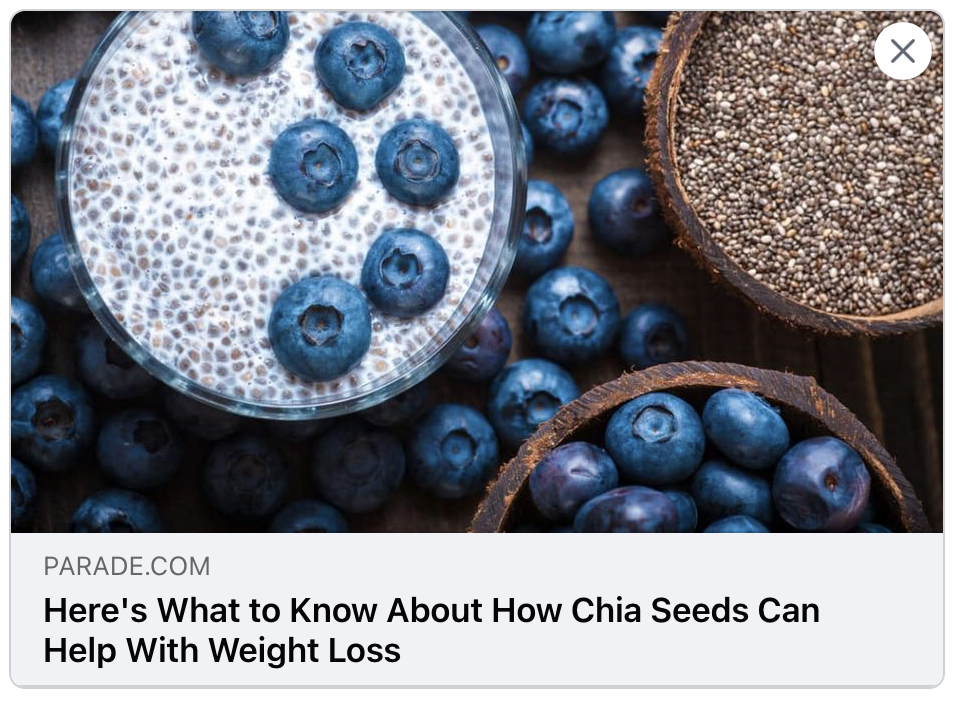 PARADE.COM
Here's What to Know About How Chia Seeds Can
Help With Weight Loss